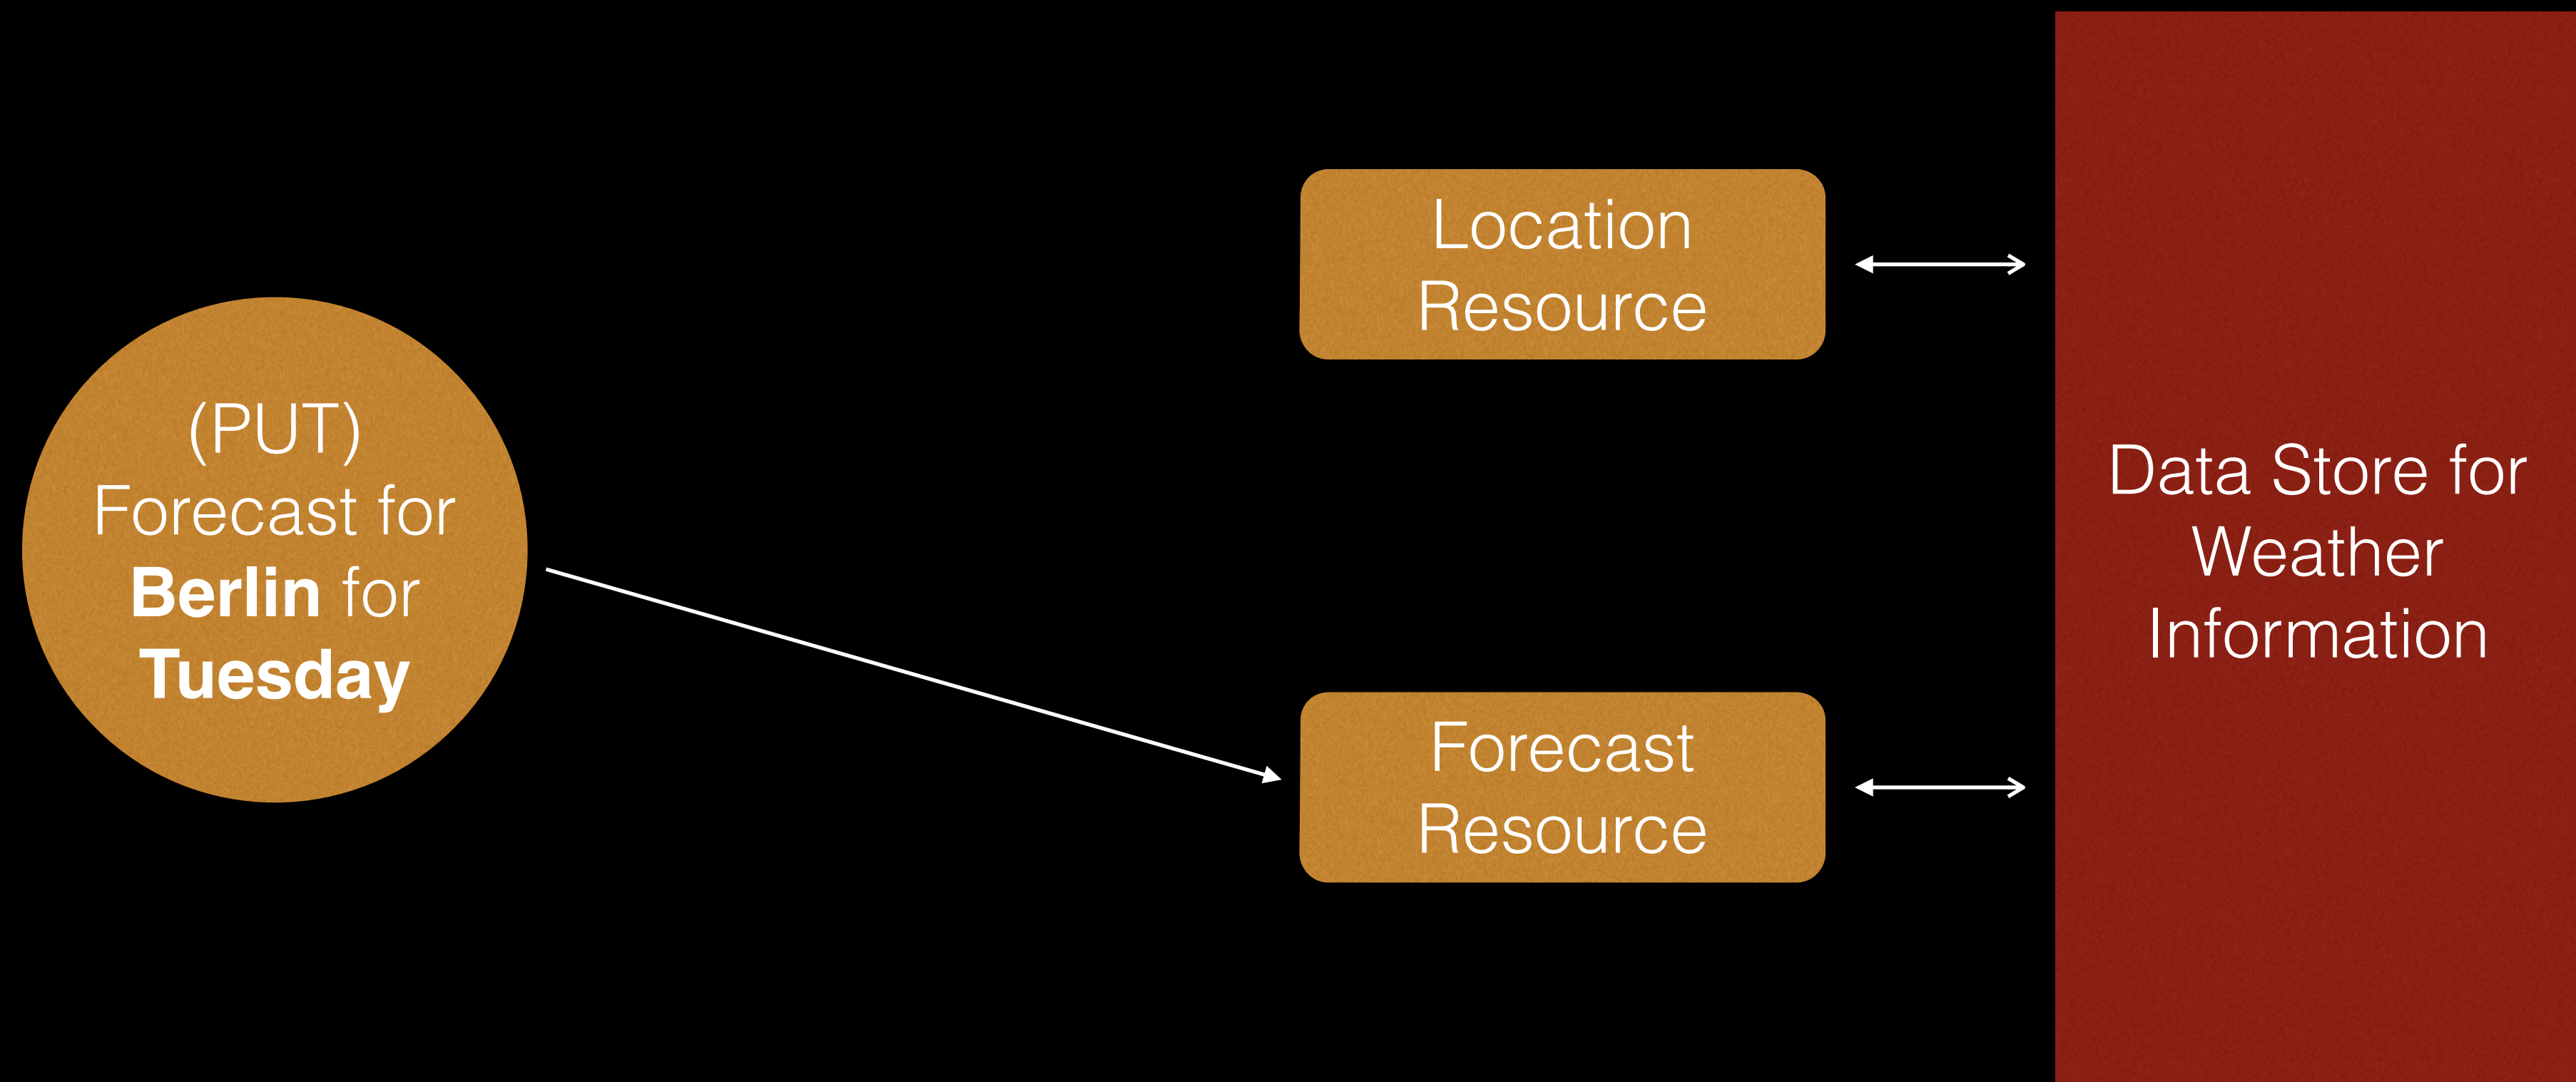 (PUT)
Forecast for
Berlin for
Tuesday
Location
Resource
Forecast
Resource
Data Store for
Weather
Information